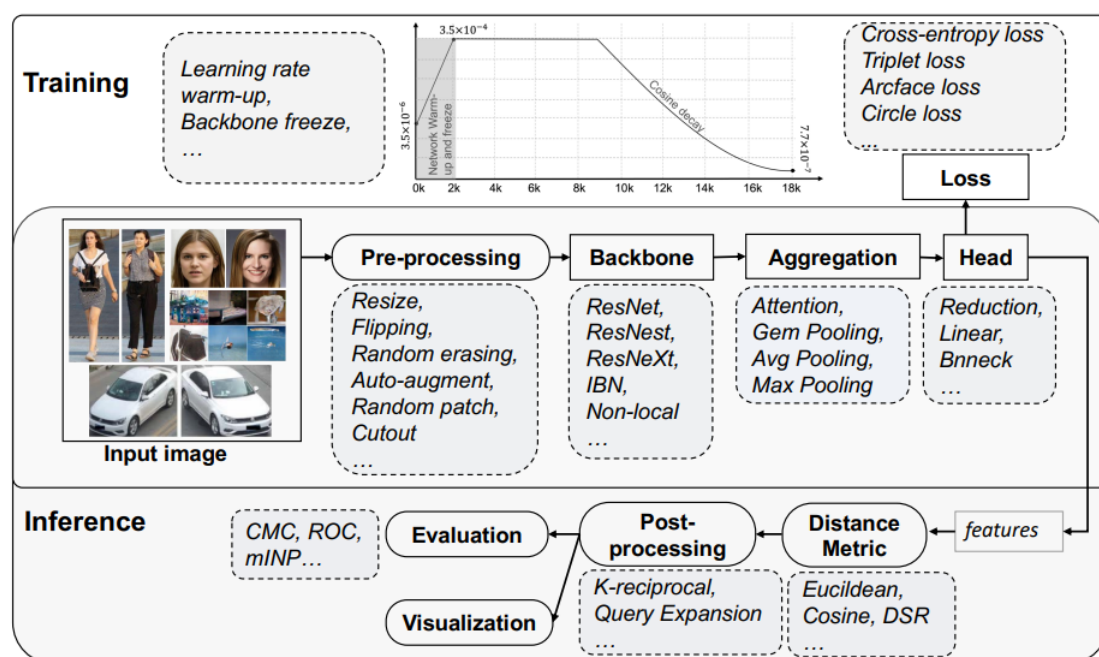 Training
Learning rate
warm-up,
Backbone freeze,
…
3.5×10⁻⁴
3.5×10⁻⁶
Network Warm-
up and freeze
Cosine decay
7.7×10⁻⁷
0k 2k 4k 6k 8k 10k 12k 14k 16k 18k
Cross-entropy loss
Triplet loss
Arcface loss
Circle loss
...
Loss
Input image
Pre-processing
Resize,
Flipping,
Random erasing,
Auto-augment,
Random patch,
Cutout
…
Backbone
ResNet,
ResNest,
ResNeXt,
IBN,
Non-local
…
Aggregation
Attention,
Gem Pooling,
Avg Pooling,
Max Pooling
Head
Reduction,
Linear,
Bnneck
…
Inference
CMC, ROC,
mINP…
Evaluation
Visualization
Post-
processing
K-reciprocal,
Query Expansion
…
Distance
Metric
Eucildean,
Cosine, DSR
…
features